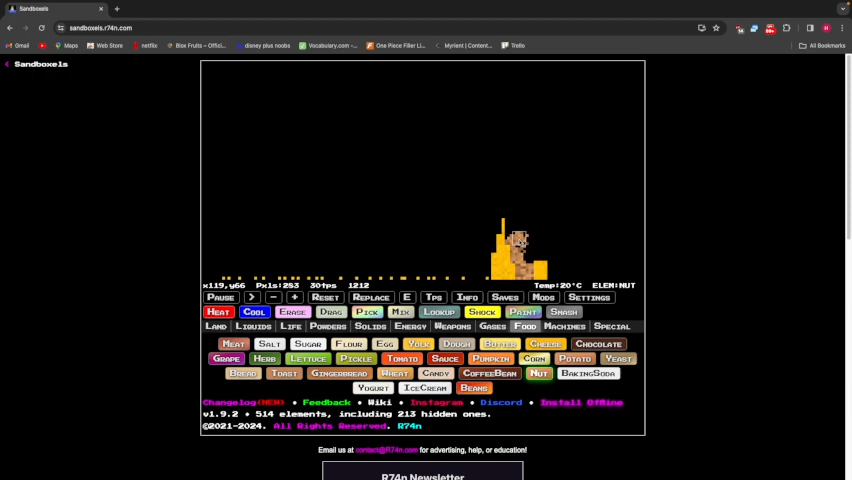 Sandboxels
sandboxels.r74n.com
Gmail Maps Web Store netflix Blox Fruits – Offici... disney plus noobs Vocabulary.com -... One Piece Filler Li... Myrient | Content... Trello All Bookmarks
Sandboxels
x119,y66 Pxls:283 30tps 1212 Temp:20°C ELEM:NUT
PAUSE > - + RESET REPLACE E TPS INFO SAVES MODS SETTINGS
HEAT COOL ERASE DRAG PICK MIX LOOKUP SHOCK PAINT SMASH
LAND LIQUIDS LIFE POWDERS SOLIDS ENERGY WEAPONS GASES FOOD MACHINES SPECIAL
MEAT SALT SUGAR FLOUR EGG YOLK DOUGH BUTTER CHEESE CHOCOLATE
GRAPE HERB LETTUCE PICKLE TOMATO SAUCE PUMPKIN CORN POTATO YEAST
BREAD TOAST GINGERBREAD WHEAT CANDY COFFEEBEAN NUT BAKINGSODA
YOGURT ICECREAM BEANS
Changelog(NEW) • Feedback • Wiki • Instagram • Discord • Install Offline
v1.9.2 • 514 elements, including 213 hidden ones.
©2021-2024. All Rights Reserved. R74n
Email us at contact@R74n.com for advertising, help, or education!
R74n Newsletter